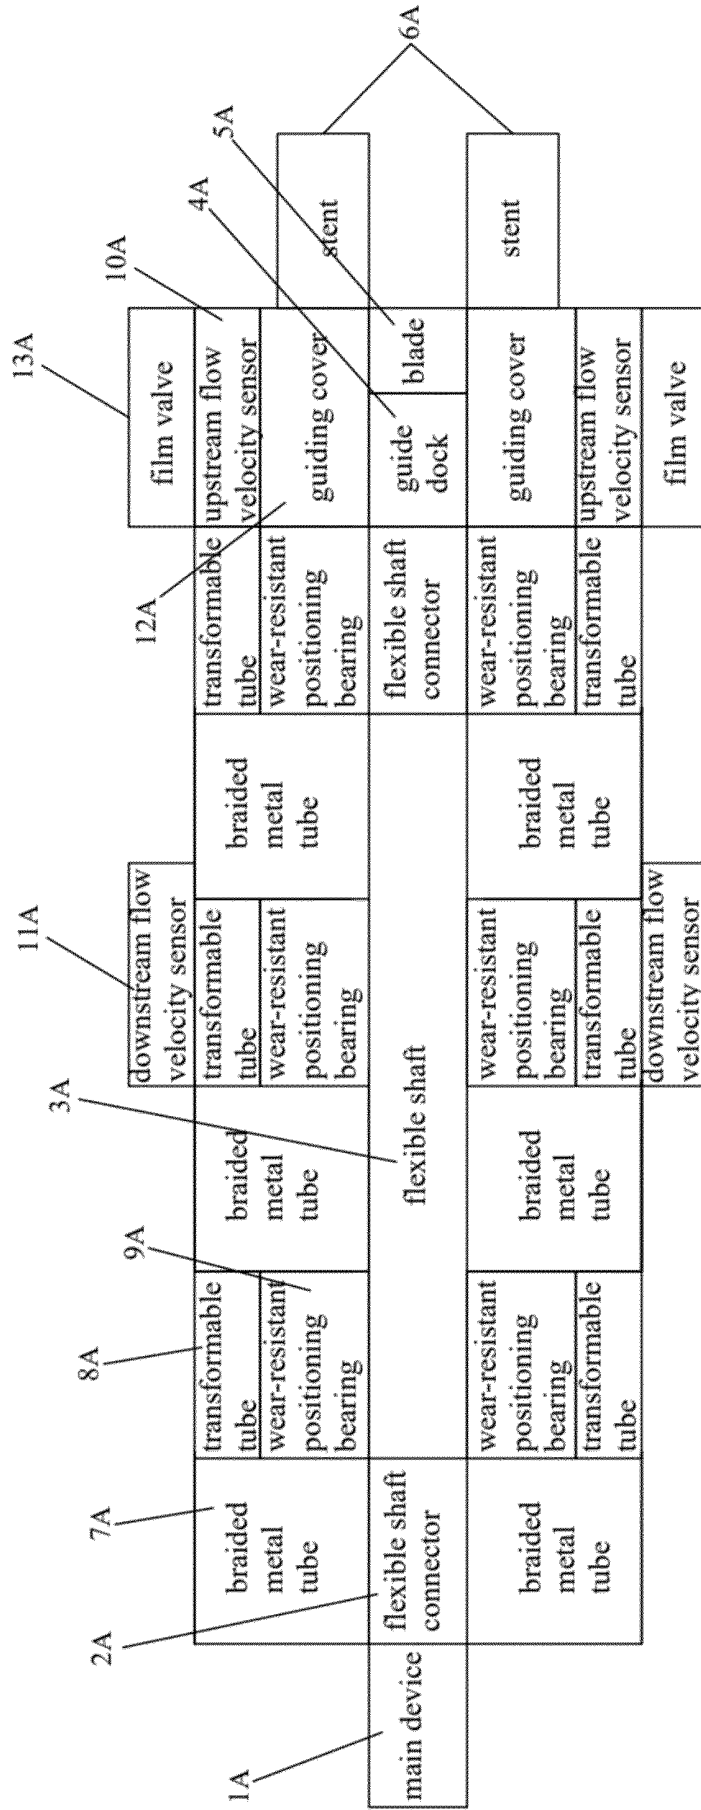 13A
11A
3A
8A
7A
2A
10A
9A
12A
4A
5A
1A
6A
downstream flow
velocity sensor
film valve
braided
metal
tube
transformable
tube
wear-resistant
positioning
bearing
braided
metal
tube
transformable
tube
wear-resistant
positioning
bearing
braided
metal
tube
transformable
tube
wear-resistant
positioning
bearing
upstream flow
velocity sensor
guiding cover
stent
main device
flexible shaft
connector
flexible shaft
flexible shaft
connector
guide
dock
blade
braided
metal
tube
wear-resistant
positioning
bearing
transformable
tube
braided
metal
tube
wear-resistant
positioning
bearing
transformable
tube
braided
metal
tube
wear-resistant
positioning
bearing
transformable
tube
guiding cover
upstream flow
velocity sensor
stent
downstream flow
velocity sensor
film valve